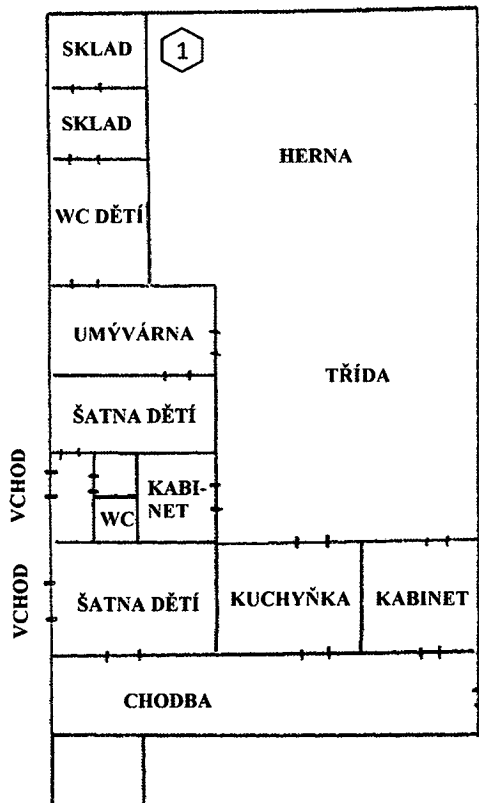 SKLAD
1
SKLAD
HERNA
WC DĚTÍ
UMÝVÁRNA
TŘÍDA
ŠATNA DĚTÍ
VCHOD
KABI-
NET
WC
VCHOD
ŠATNA DĚTÍ
KUCHYŇKA
KABINET
CHODBA